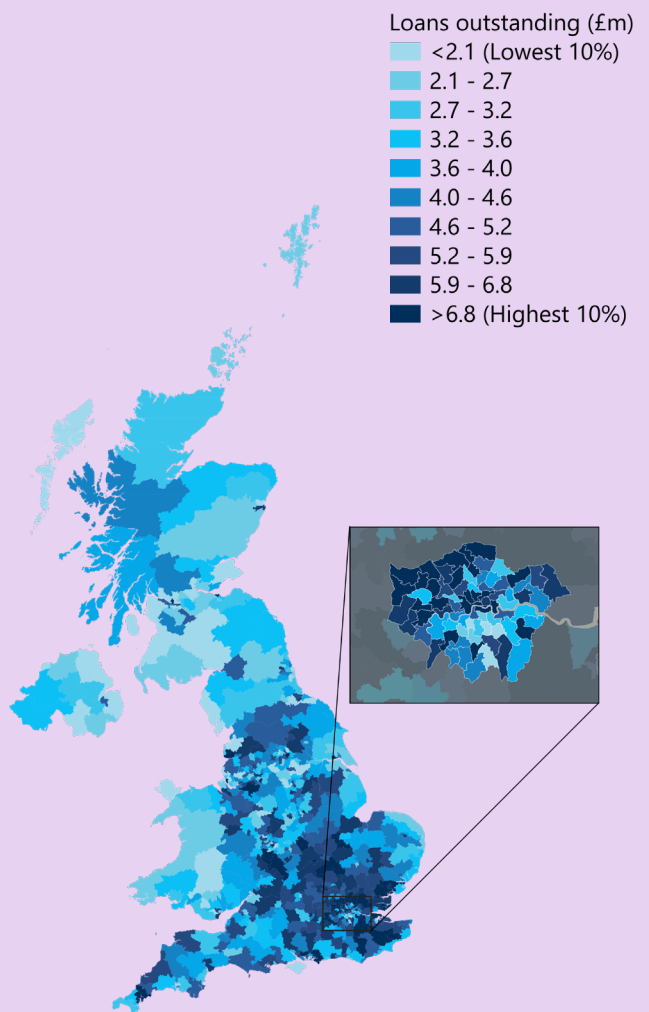 Loans outstanding (£m)
<2.1 (Lowest 10%)
2.1 - 2.7
2.7 - 3.2
3.2 - 3.6
3.6 - 4.0
4.0 - 4.6
4.6 - 5.2
5.2 - 5.9
5.9 - 6.8
>6.8 (Highest 10%)